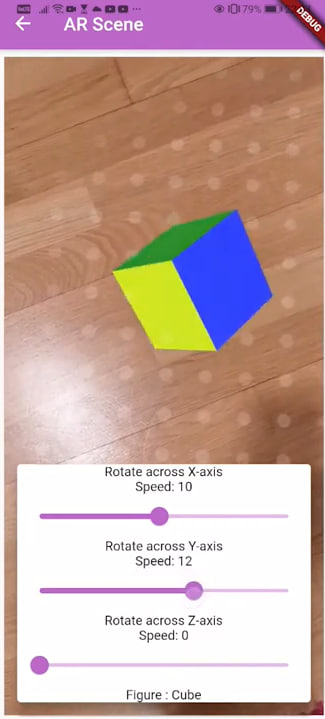 79%
DEBUG
AR Scene
Rotate across X-axis
Speed: 10
Rotate across Y-axis
Speed: 12
Rotate across Z-axis
Speed: 0
Figure : Cube